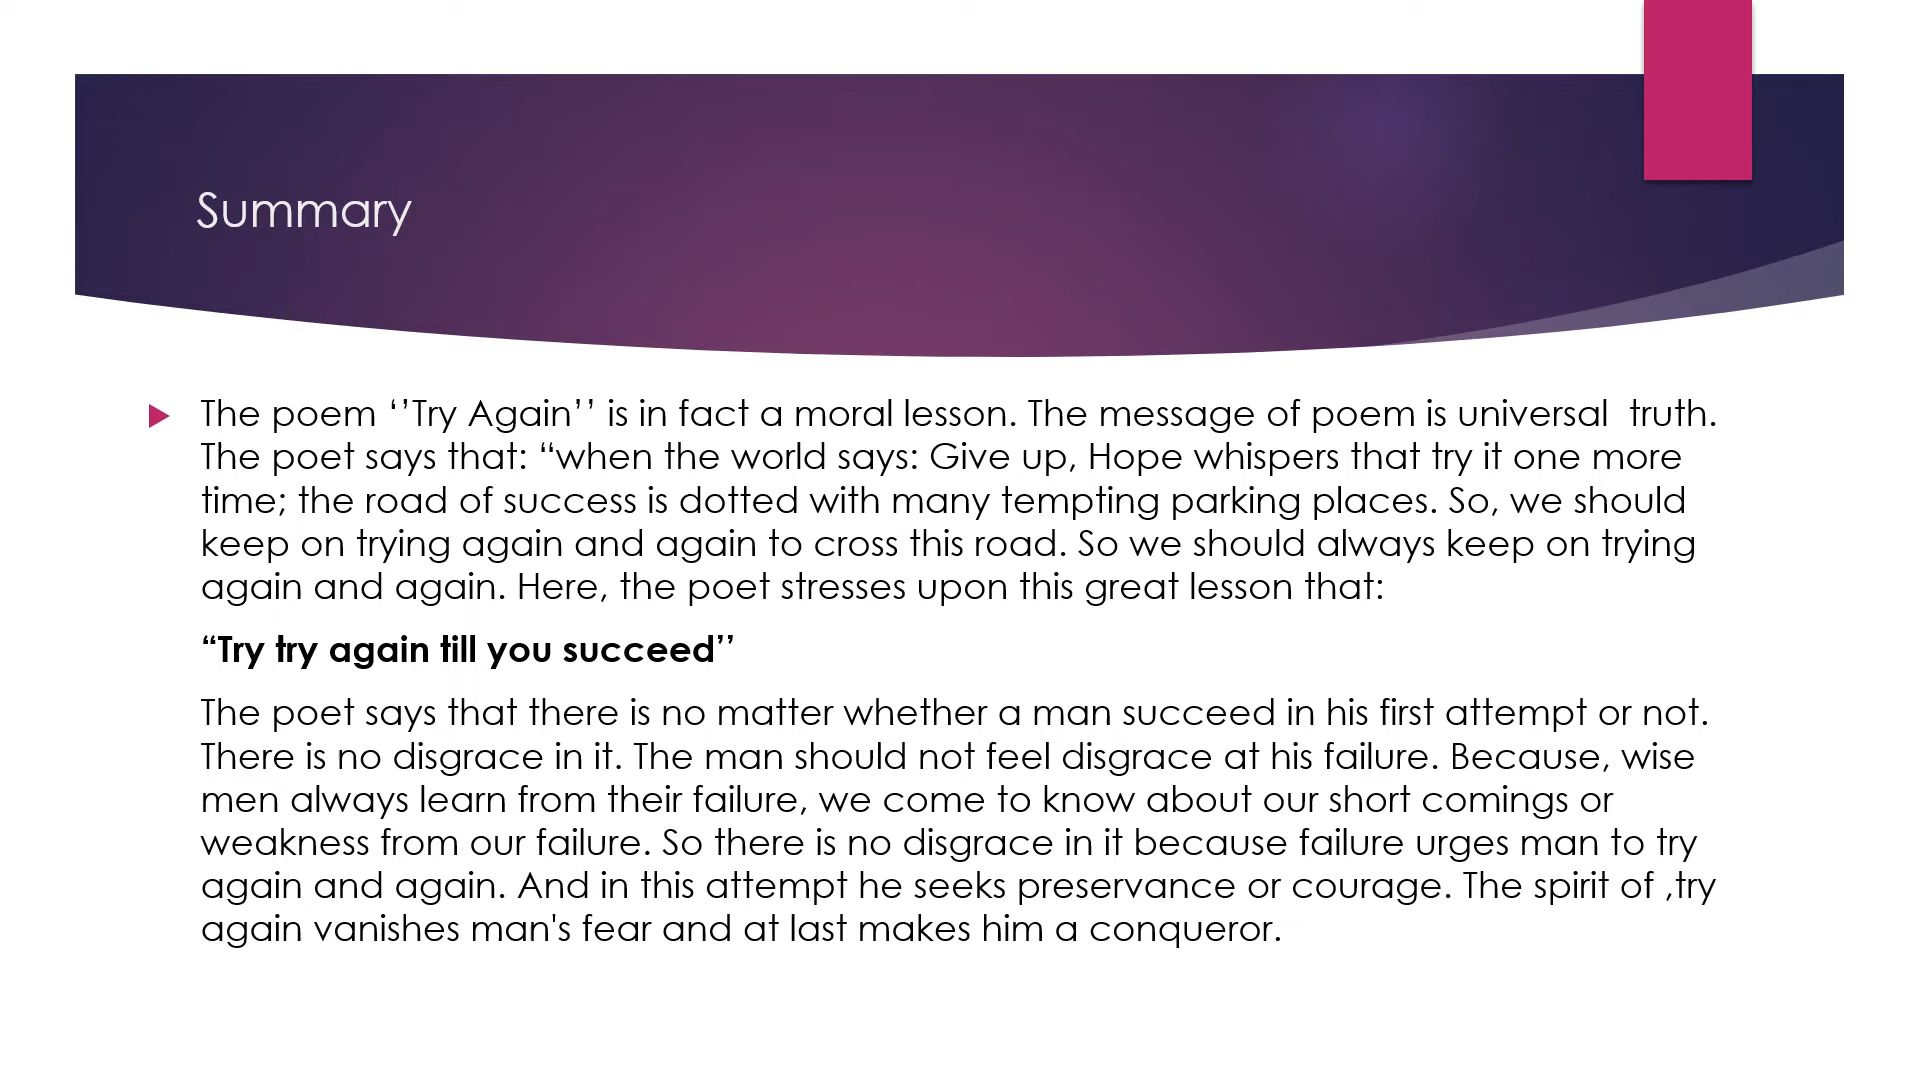 Summary
The poem ‘’Try Again’’ is in fact a moral lesson. The message of poem is universal  truth.
The poet says that: “when the world says: Give up, Hope whispers that try it one more
time; the road of success is dotted with many tempting parking places. So, we should
keep on trying again and again to cross this road. So we should always keep on trying
again and again. Here, the poet stresses upon this great lesson that:
“Try try again till you succeed’’
The poet says that there is no matter whether a man succeed in his first attempt or not.
There is no disgrace in it. The man should not feel disgrace at his failure. Because, wise
men always learn from their failure, we come to know about our short comings or
weakness from our failure. So there is no disgrace in it because failure urges man to try
again and again. And in this attempt he seeks preservance or courage. The spirit of ,try
again vanishes man's fear and at last makes him a conqueror.